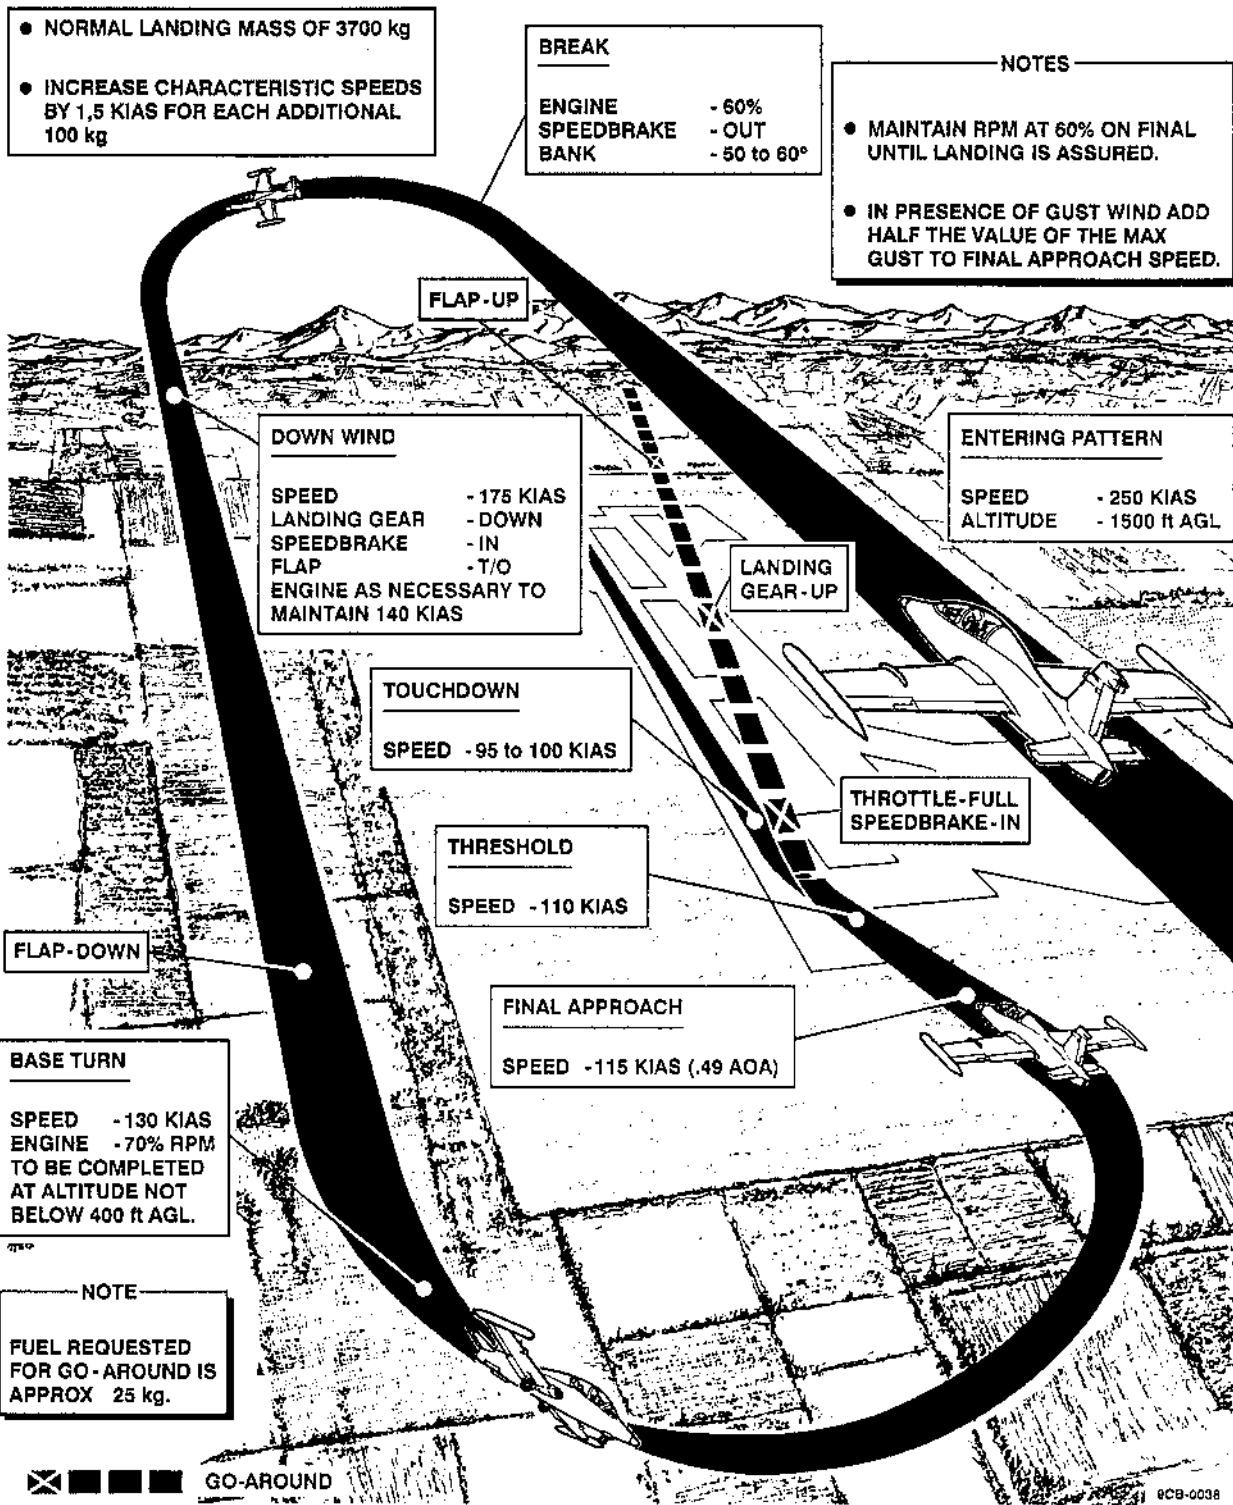 ● NORMAL LANDING MASS OF 3700 kg
● INCREASE CHARACTERISTIC SPEEDS
BY 1,5 KIAS FOR EACH ADDITIONAL
100 kg
BREAK
ENGINE - 60%
SPEEDBRAKE - OUT
BANK - 50 to 60°
NOTES
● MAINTAIN RPM AT 60% ON FINAL
UNTIL LANDING IS ASSURED.
● IN PRESENCE OF GUST WIND ADD
HALF THE VALUE OF THE MAX
GUST TO FINAL APPROACH SPEED.
FLAP-UP
DOWN WIND
SPEED - 175 KIAS
LANDING GEAR - DOWN
SPEEDBRAKE - IN
FLAP - T/O
ENGINE AS NECESSARY TO
MAINTAIN 140 KIAS
ENTERING PATTERN
SPEED - 250 KIAS
ALTITUDE - 1500 ft AGL
LANDING
GEAR-UP
TOUCHDOWN
SPEED - 95 to 100 KIAS
THROTTLE-FULL
SPEEDBRAKE-IN
THRESHOLD
SPEED -110 KIAS
FLAP-DOWN
FINAL APPROACH
SPEED -115 KIAS (.49 AOA)
BASE TURN
SPEED -130 KIAS
ENGINE -70% RPM
TO BE COMPLETED
AT ALTITUDE NOT
BELOW 400 ft AGL.
NOTE
FUEL REQUESTED
FOR GO-AROUND IS
APPROX 25 kg.
GO-AROUND
9CB-0038